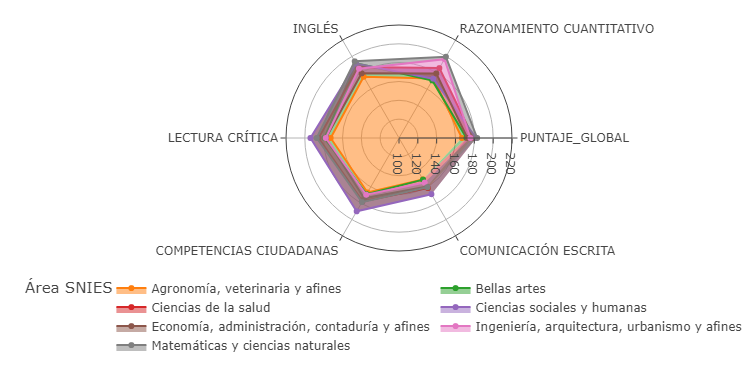 INGLÉS
RAZONAMIENTO CUANTITATIVO
LECTURA CRÍTICA
PUNTAJE_GLOBAL
100
120
140
160
180
200
220
COMPETENCIAS CIUDADANAS
COMUNICACIÓN ESCRITA
Área SNIES
Agronomía, veterinaria y afines
Bellas artes
Ciencias de la salud
Ciencias sociales y humanas
Economía, administración, contaduría y afines
Ingeniería, arquitectura, urbanismo y afines
Matemáticas y ciencias naturales